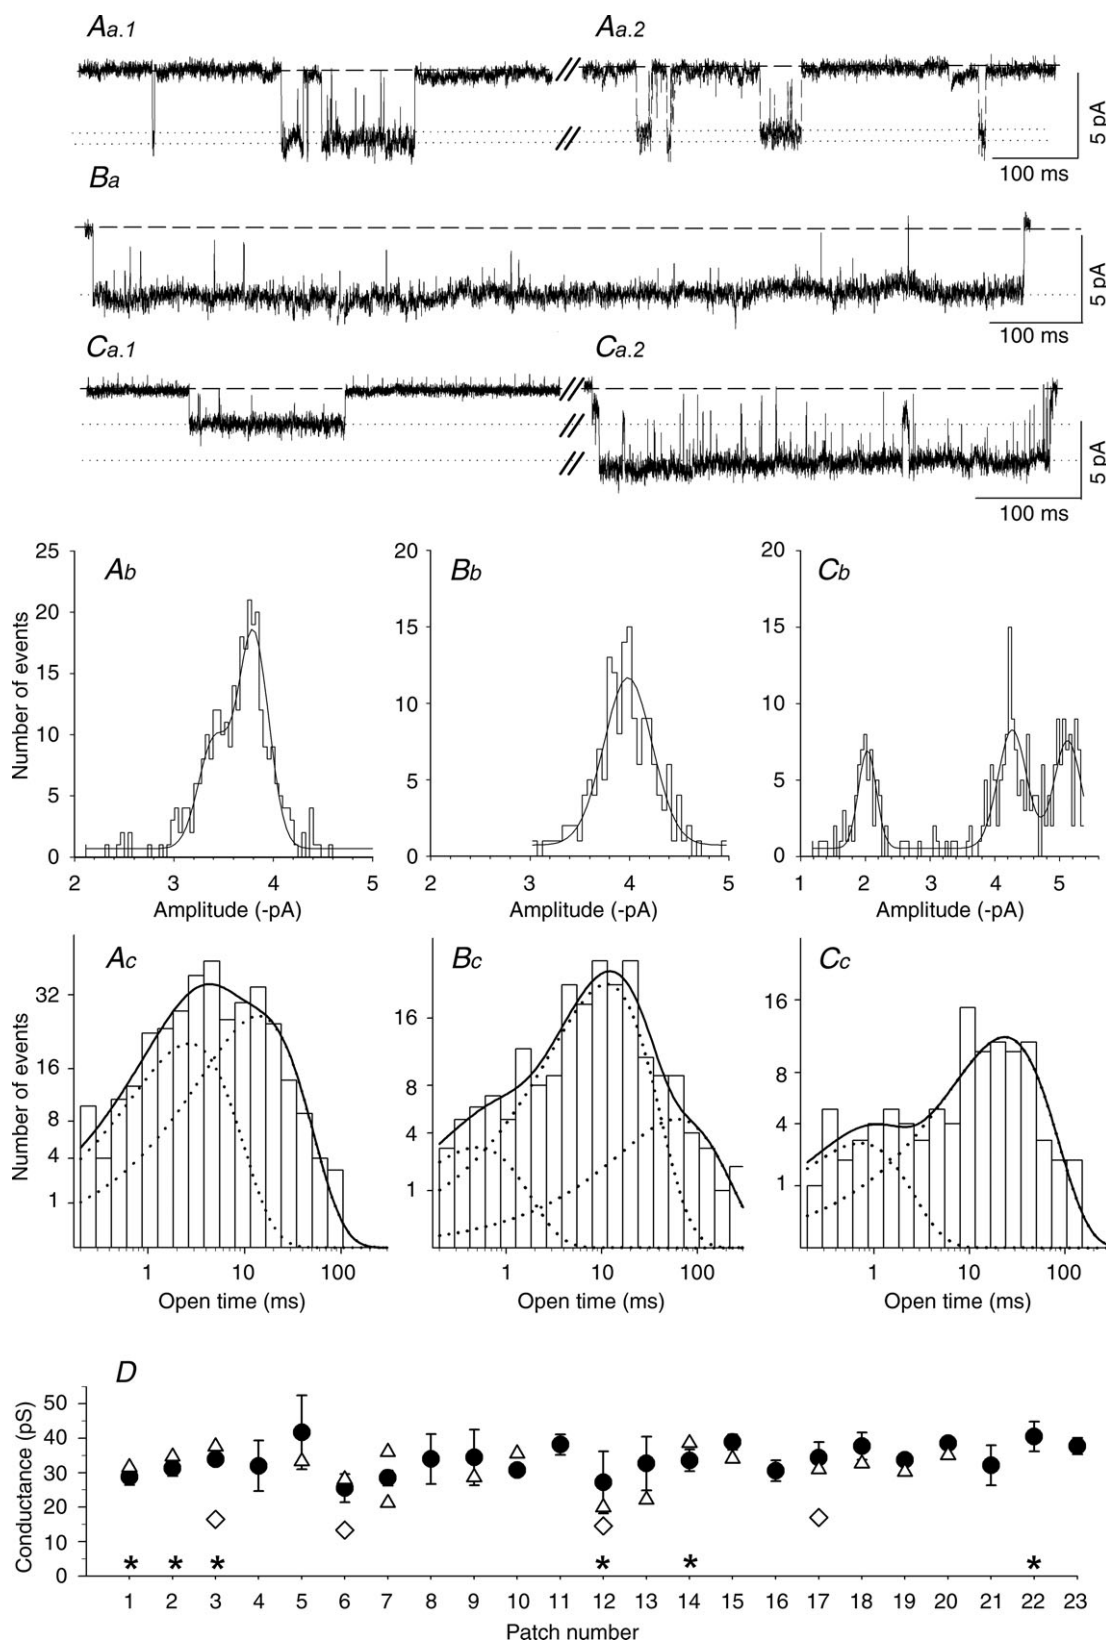 Aa.1 Aa.2
5 pA
100 ms
Ba
5 pA
100 ms
Ca.1 Ca.2
5 pA
100 ms
Ab Bb Cb
Number of events
25
20
15
10
5
0
2 3 4 5
Amplitude (-pA)
20
15
10
5
0
2 3 4 5
Amplitude (-pA)
20
15
10
5
0
1 2 3 4 5
Amplitude (-pA)
Ac Bc Cc
Number of events
32
16
8
4
1
1 10 100
Open time (ms)
16
8
4
1
1 10 100
Open time (ms)
16
8
4
1
1 10 100
Open time (ms)
D
Conductance (pS)
50
40
30
20
10
0
* * * * * *
1 2 3 4 5 6 7 8 9 10 11 12 13 14 15 16 17 18 19 20 21 22 23
Patch number